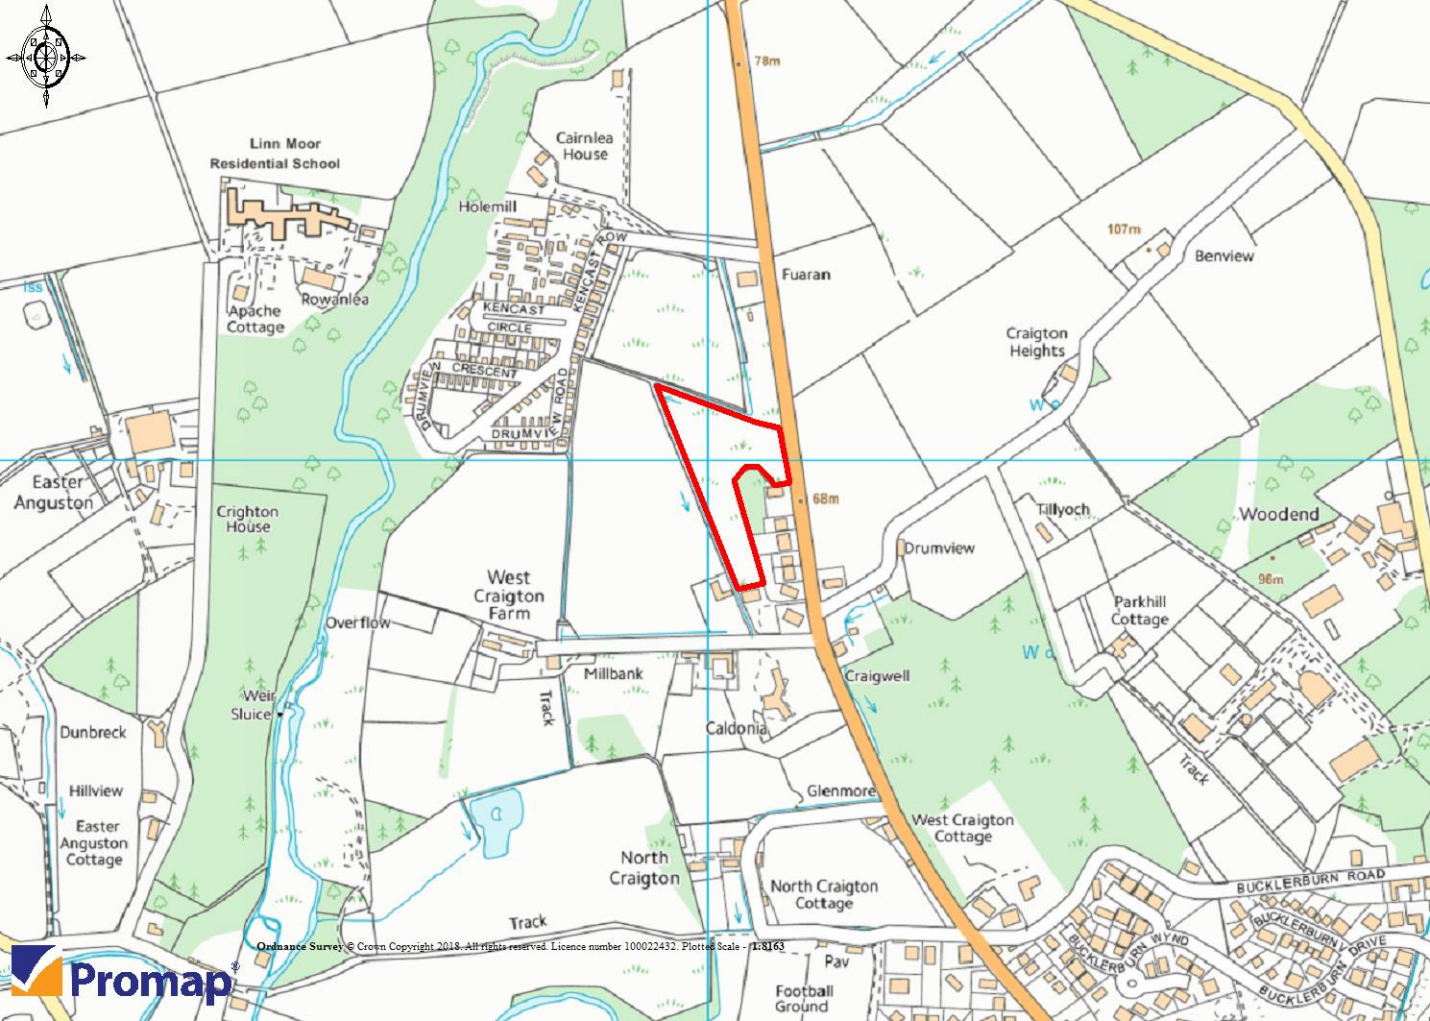 78m
Linn Moor
Residential School
Cairnlea
House
Holemill
KENCAST ROW
107m
Benview
Fuaran
Iss
Rowanlea
Apache
Cottage
KENCAST
CIRCLE
Craigton
Heights
DRUMVIEW CRESCENT
DRUMVIEW ROAD
W
Easter
Anguston
Crighton
House
68m
Tillyoch
Woodend
Drumview
96m
West
Craigton
Farm
Parkhill
Cottage
Overflow
W
Millbank
Craigwell
Weir
Sluice
Track
Caldonia
Dunbreck
Track
Hillview
Glenmore
Easter
Anguston
Cottage
West Craigton
Cottage
North
Craigton
North Craigton
Cottage
BUCKLERBURN ROAD
Track
BUCKLERBURN DRIVE
BUCKLERBURN WYND
BUCKLERBURN
Ordnance Survey © Crown Copyright 2018. All rights reserved. Licence number 100022432. Plotted Scale - 1:8163
Pav
Promap®
Football
Ground